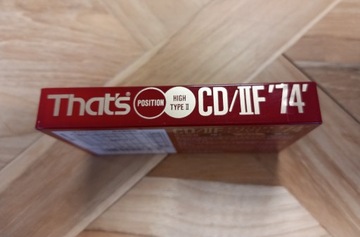 That's POSITION HIGH TYPE II CD/IIF '74'